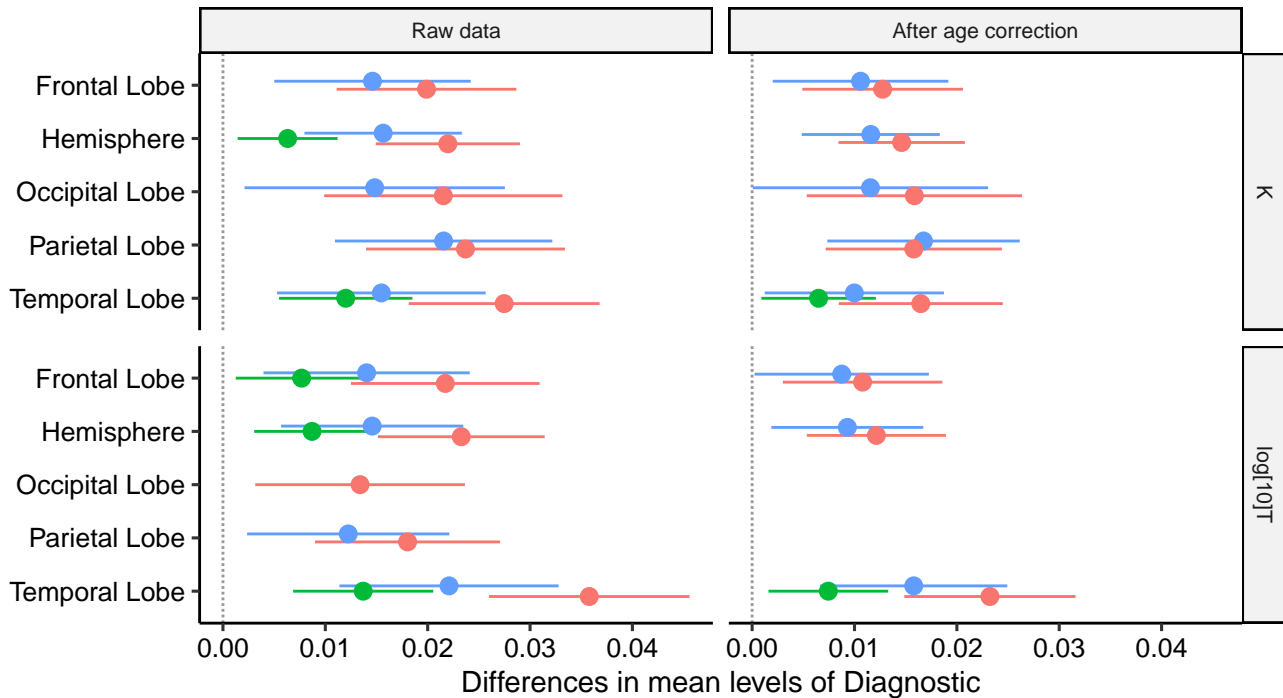 Raw data
After age correction
Frontal Lobe
Hemisphere
Occipital Lobe
Parietal Lobe
Temporal Lobe
K
Frontal Lobe
Hemisphere
Occipital Lobe
Parietal Lobe
Temporal Lobe
log[10]T
0.00 0.01 0.02 0.03 0.04
0.00 0.01 0.02 0.03 0.04
Differences in mean levels of Diagnostic